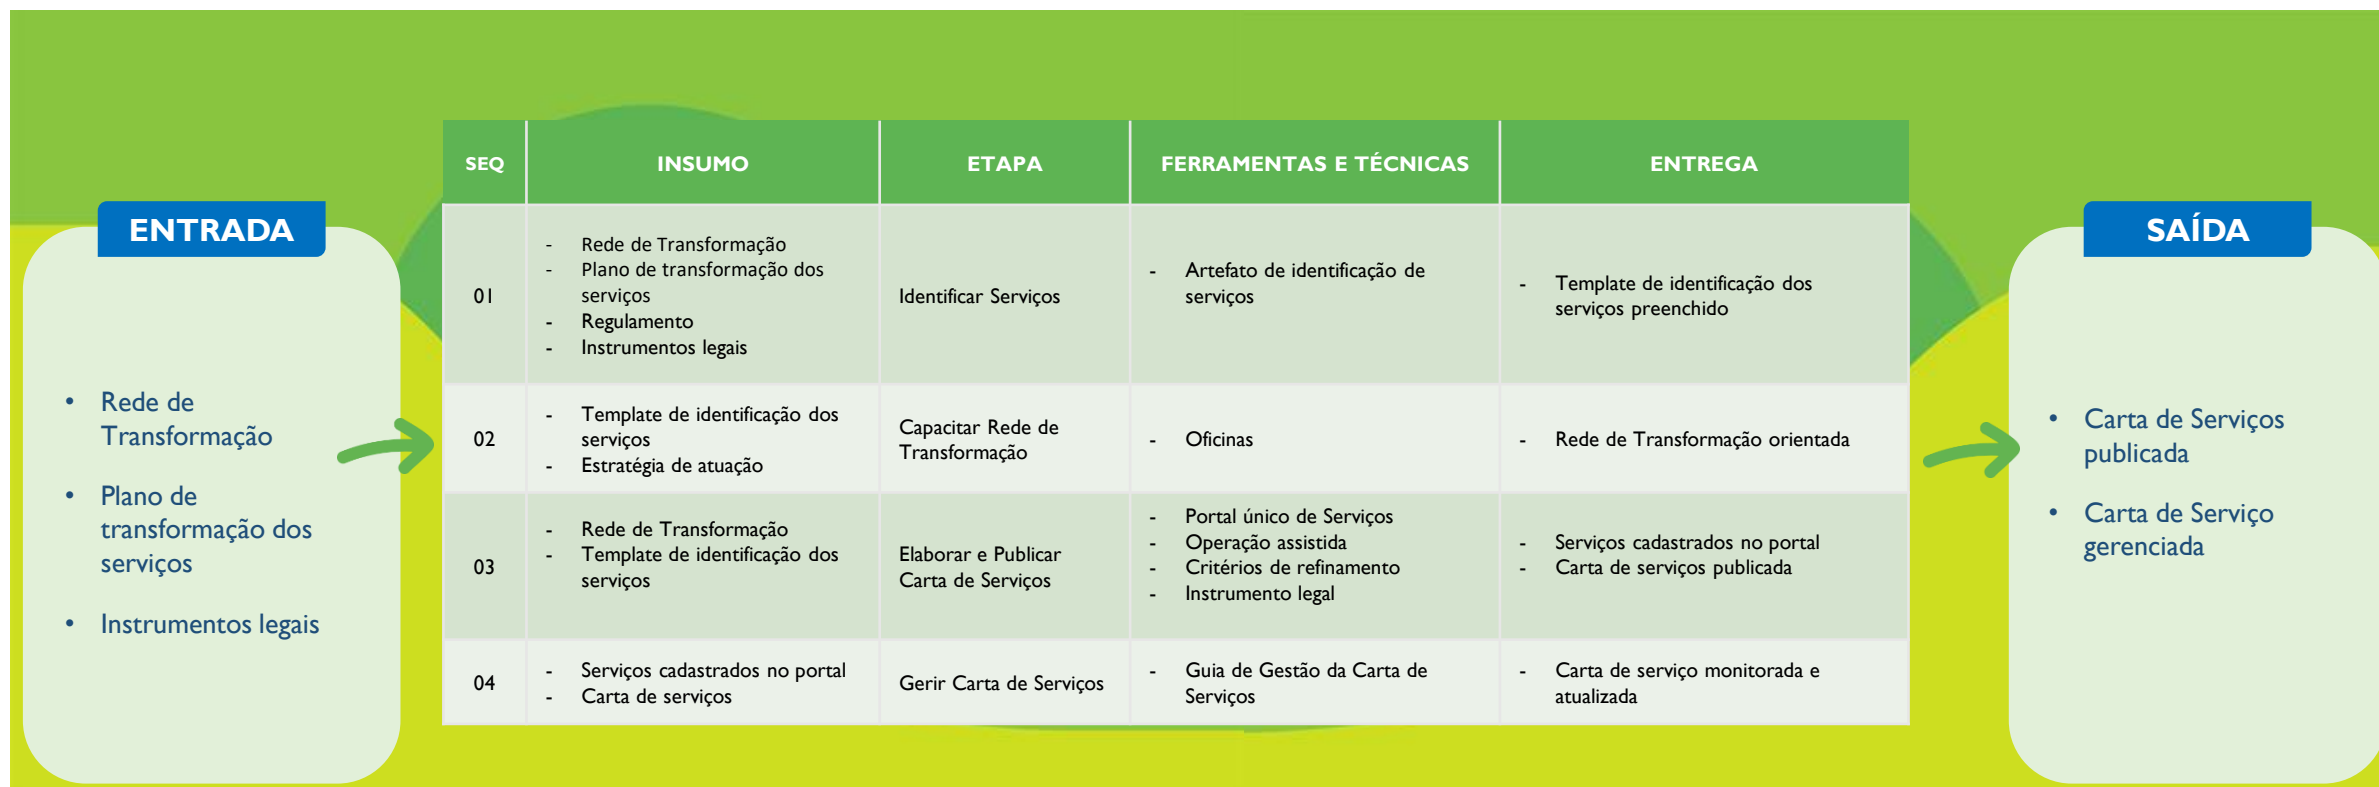 ENTRADA
• Rede de
Transformação
• Plano de
transformação dos
serviços
• Instrumentos legais
SEQ INSUMO ETAPA FERRAMENTAS E TÉCNICAS ENTREGA
01
- Rede de Transformação
- Plano de transformação dos
serviços
- Regulamento
- Instrumentos legais
Identificar Serviços
- Artefato de identificação de
serviços
- Template de identificação dos
serviços preenchido
02
- Template de identificação dos
serviços
- Estratégia de atuação
Capacitar Rede de
Transformação
- Oficinas
- Rede de Transformação orientada
03
- Rede de Transformação
- Template de identificação dos
serviços
Elaborar e Publicar
Carta de Serviços
- Portal único de Serviços
- Operação assistida
- Critérios de refinamento
- Instrumento legal
- Serviços cadastrados no portal
- Carta de serviços publicada
04
- Serviços cadastrados no portal
- Carta de serviços
Gerir Carta de Serviços
- Guia de Gestão da Carta de
Serviços
- Carta de serviço monitorada e
atualizada
SAÍDA
• Carta de Serviços
publicada
• Carta de Serviço
gerenciada